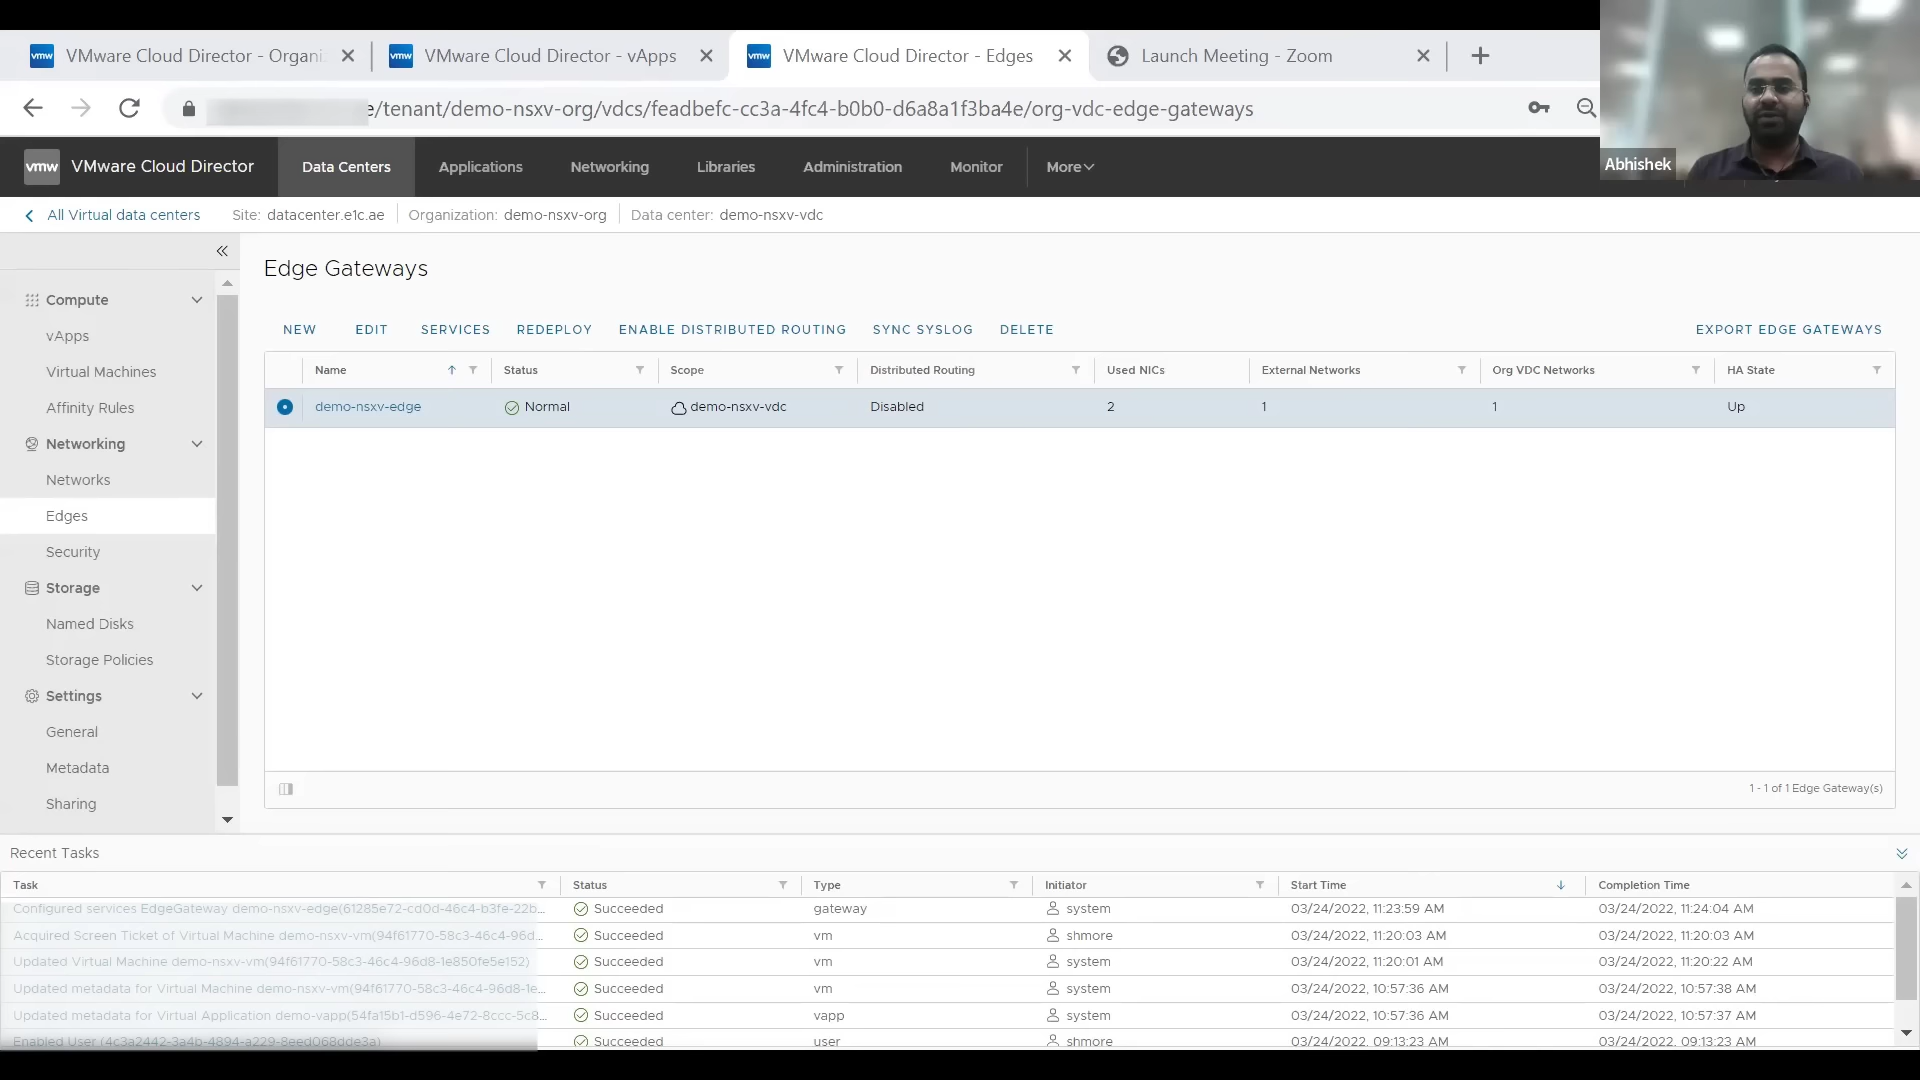 VMware Cloud Director - Organi
VMware Cloud Director - vApps
VMware Cloud Director - Edges
Launch Meeting - Zoom
e/tenant/demo-nsxv-org/vdcs/feadbefc-cc3a-4fc4-b0b0-d6a8a1f3ba4e/org-vdc-edge-gateways
Abhishek
vmw VMware Cloud Director Data Centers Applications Networking Libraries Administration Monitor More
All Virtual data centers Site: datacenter.e1c.ae Organization: demo-nsxv-org Data center: demo-nsxv-vdc
Compute
vApps
Virtual Machines
Affinity Rules
Networking
Networks
Edges
Security
Storage
Named Disks
Storage Policies
Settings
General
Metadata
Sharing
Edge Gateways
NEW EDIT SERVICES REDEPLOY ENABLE DISTRIBUTED ROUTING SYNC SYSLOG DELETE EXPORT EDGE GATEWAYS
Name Status Scope Distributed Routing Used NICs External Networks Org VDC Networks HA State
demo-nsxv-edge Normal demo-nsxv-vdc Disabled 2 1 1 Up
1 - 1 of 1 Edge Gateway(s)
Recent Tasks
Task Status Type Initiator Start Time Completion Time
Configured services EdgeGateway demo-nsxv-edge(61285e72-cd0d-46c4-b3fe-22b... Succeeded gateway system 03/24/2022, 11:23:59 AM 03/24/2022, 11:24:04 AM
Acquired Screen Ticket of Virtual Machine demo-nsxv-vm(94f61770-58c3-46c4-96d... Succeeded vm shmore 03/24/2022, 11:20:03 AM 03/24/2022, 11:20:03 AM
Updated Virtual Machine demo-nsxv-vm(94f61770-58c3-46c4-96d8-1e850fe5e152) Succeeded vm system 03/24/2022, 11:20:01 AM 03/24/2022, 11:20:22 AM
Updated metadata for Virtual Machine demo-nsxv-vm(94f61770-58c3-46c4-96d8-1e... Succeeded vm system 03/24/2022, 10:57:36 AM 03/24/2022, 10:57:38 AM
Updated metadata for Virtual Application demo-vapp(54fa15b1-d596-4e72-8ccc-5c8... Succeeded vapp system 03/24/2022, 10:57:36 AM 03/24/2022, 10:57:37 AM
Enabled User (4c3a2442-3a4b-4894-a229-8eed068dde3a) Succeeded user shmore 03/24/2022, 09:13:23 AM 03/24/2022, 09:13:23 AM